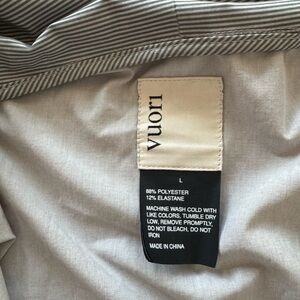 vuori
L
88% POLYESTER
12% ELASTANE
MACHINE WASH COLD WITH
LIKE COLORS, TUMBLE DRY
LOW, REMOVE PROMPTLY,
DO NOT BLEACH, DO NOT
IRON
MADE IN CHINA